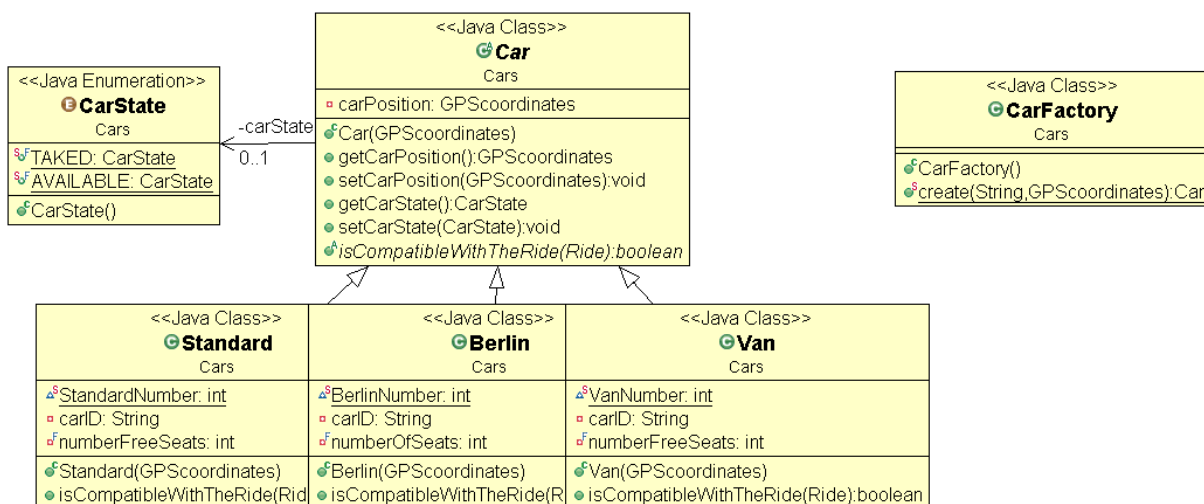 <<Java Class>>
Car
Cars
carPosition: GPScoordinates
Car(GPScoordinates)
getCarPosition():GPScoordinates
setCarPosition(GPScoordinates):void
getCarState():CarState
setCarState(CarState):void
isCompatibleWithTheRide(Ride):boolean
<<Java Enumeration>>
CarState
Cars
TAKED: CarState
AVAILABLE: CarState
CarState()
-carState
0..1
<<Java Class>>
CarFactory
Cars
CarFactory()
create(String,GPScoordinates):Car
<<Java Class>>
Standard
Cars
StandardNumber: int
carID: String
numberFreeSeats: int
Standard(GPScoordinates)
isCompatibleWithTheRide(Rid
<<Java Class>>
Berlin
Cars
BerlinNumber: int
carID: String
numberOfSeats: int
Berlin(GPScoordinates)
isCompatibleWithTheRide(R
<<Java Class>>
Van
Cars
VanNumber: int
carID: String
numberFreeSeats: int
Van(GPScoordinates)
isCompatibleWithTheRide(Ride):boolean